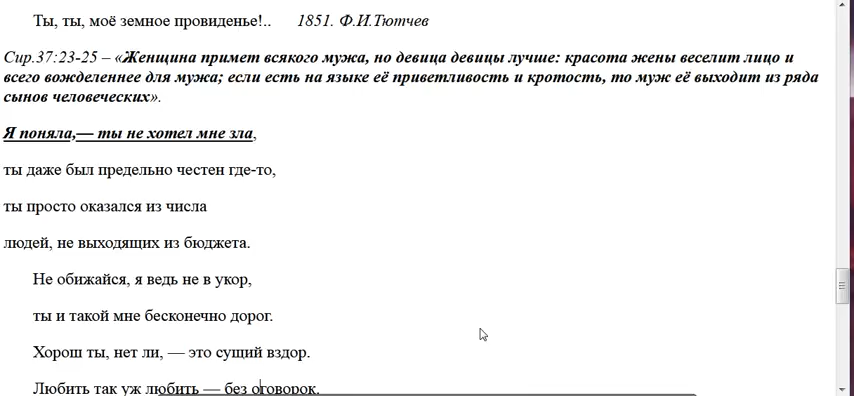 Ты, ты, моё земное провиденье!.. 1851. Ф.И.Тютчев
Сир.37:23-25 – «Женщина примет всякого мужа, но девица девицы лучше: красота жены веселит лицо и
всего вожделеннее для мужа; если есть на языке её приветливость и кротость, то муж её выходит из ряда
сынов человеческих».
Я поняла,— ты не хотел мне зла,
ты даже был предельно честен где-то,
ты просто оказался из числа
людей, не выходящих из бюджета.
Не обижайся, я ведь не в укор,
ты и такой мне бесконечно дорог.
Хорош ты, нет ли, — это сущий вздор.
Любить так уж любить — без оговорок.